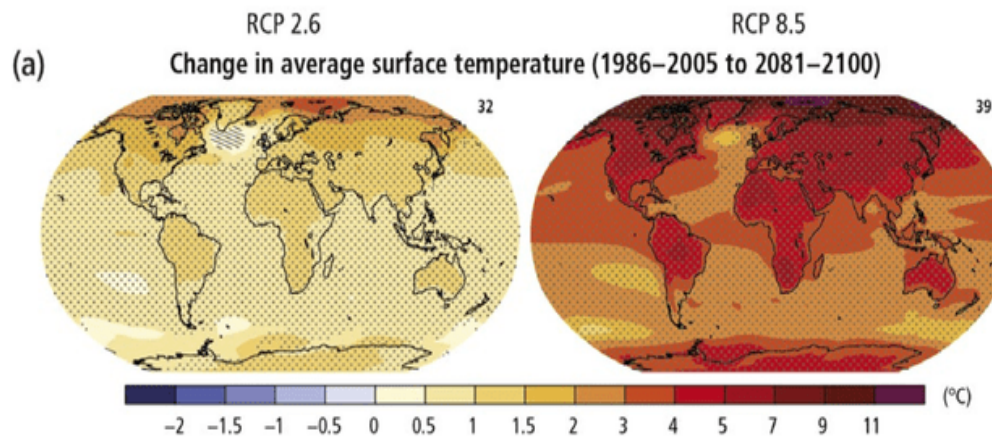 RCP 2.6 RCP 8.5
(a) Change in average surface temperature (1986–2005 to 2081–2100)
32 39
(°C)
−2 −1.5 −1 −0.5 0 0.5 1 1.5 2 3 4 5 7 9 11